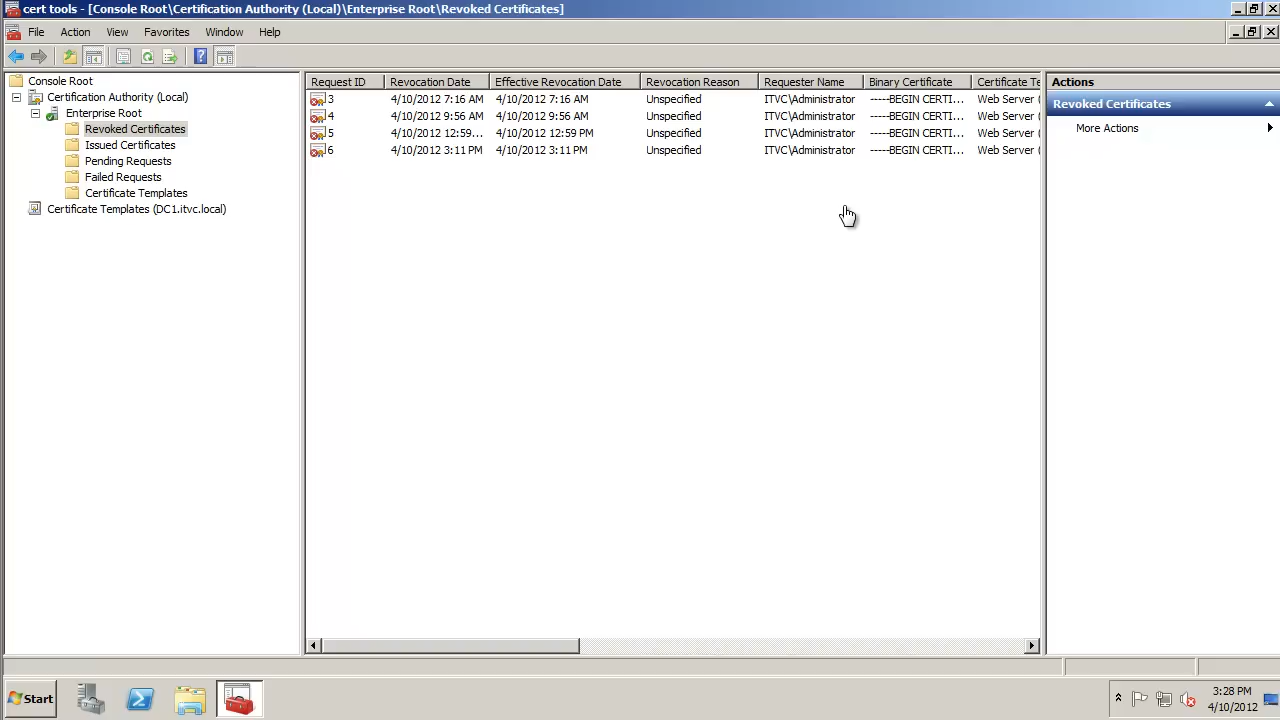 cert tools - [Console Root\Certification Authority (Local)\Enterprise Root\Revoked Certificates]
File Action View Favorites Window Help
Console Root
Certification Authority (Local)
Enterprise Root
Revoked Certificates
Issued Certificates
Pending Requests
Failed Requests
Certificate Templates
Certificate Templates (DC1.itvc.local)
Request ID Revocation Date Effective Revocation Date Revocation Reason Requester Name Binary Certificate Certificate Te
3 4/10/2012 7:16 AM 4/10/2012 7:16 AM Unspecified ITVC\Administrator -----BEGIN CERTI... Web Server (
4 4/10/2012 9:56 AM 4/10/2012 9:56 AM Unspecified ITVC\Administrator -----BEGIN CERTI... Web Server (
5 4/10/2012 12:59... 4/10/2012 12:59 PM Unspecified ITVC\Administrator -----BEGIN CERTI... Web Server (
6 4/10/2012 3:11 PM 4/10/2012 3:11 PM Unspecified ITVC\Administrator -----BEGIN CERTI... Web Server (
Actions
Revoked Certificates
More Actions
Start
3:28 PM
4/10/2012